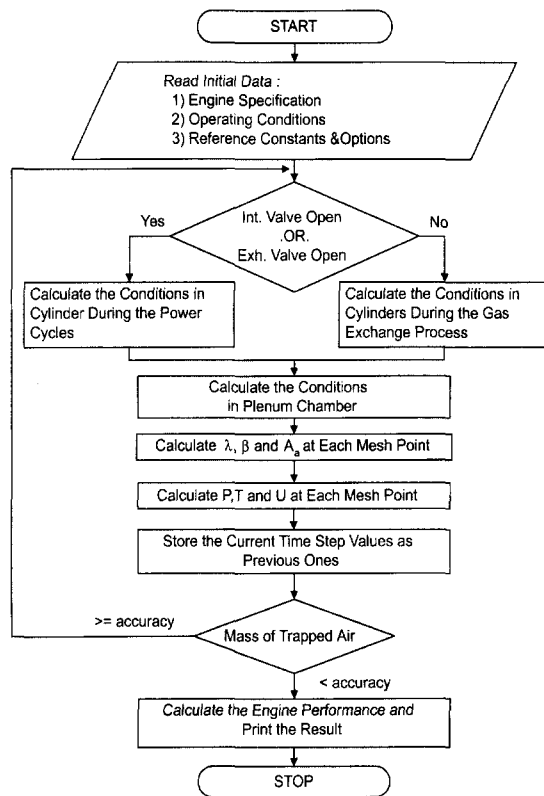 START
Read Initial Data :
1) Engine Specification
2) Operating Conditions
3) Reference Constants &Options
Yes
Int. Valve Open
.OR.
Exh. Valve Open
No
Calculate the Conditions in
Cylinder During the Power
Cycles
Calculate the Conditions in
Cylinders During the Gas
Exchange Process
Calculate the Conditions
in Plenum Chamber
Calculate λ, β and Aₐ at Each Mesh Point
Calculate P,T and U at Each Mesh Point
Store the Current Time Step Values as
Previous Ones
>= accuracy
Mass of Trapped Air
< accuracy
Calculate the Engine Performance and
Print the Result
STOP